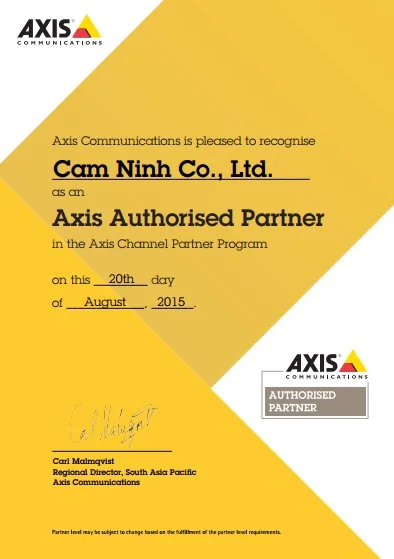 AXIS
COMMUNICATIONS
Axis Communications is pleased to recognise
Cam Ninh Co., Ltd.
as an
Axis Authorised Partner
in the Axis Channel Partner Program
on this 20th day
of August, 2015.
AXIS
COMMUNICATIONS
AUTHORISED
PARTNER
Carl Malmqvist
Carl Malmqvist
Regional Director, South Asia Pacific
Axis Communications
Partner level may be subject to change based on the fulfillment of the partner level requirements.